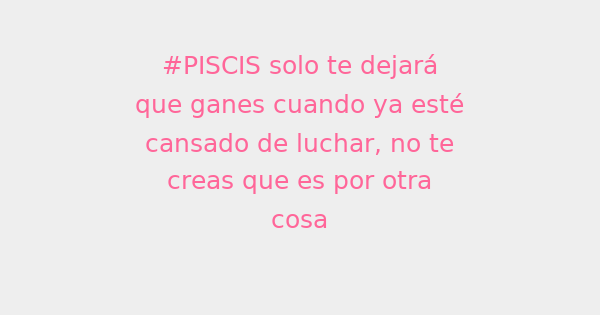 #PISCIS solo te dejará
que ganes cuando ya esté
cansado de luchar, no te
creas que es por otra
cosa